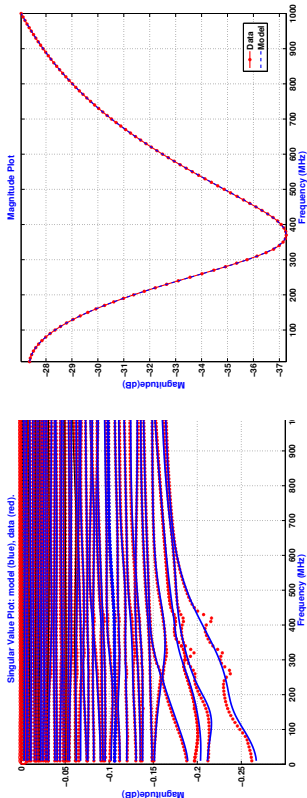 Singular Value Plot: model (blue), data (red).
0
−0.05
−0.1
−0.15
−0.2
−0.25
Magnitude(dB)
0 100 200 300 400 500 600 700 800 900 1
Frequency (MHz)
Magnitude Plot
−28
−29
−30
−31
−32
−33
−34
−35
−36
−37
Magnitude(dB)
Data
Model
100 200 300 400 500 600 700 800 900 1000
Frequency (MHz)